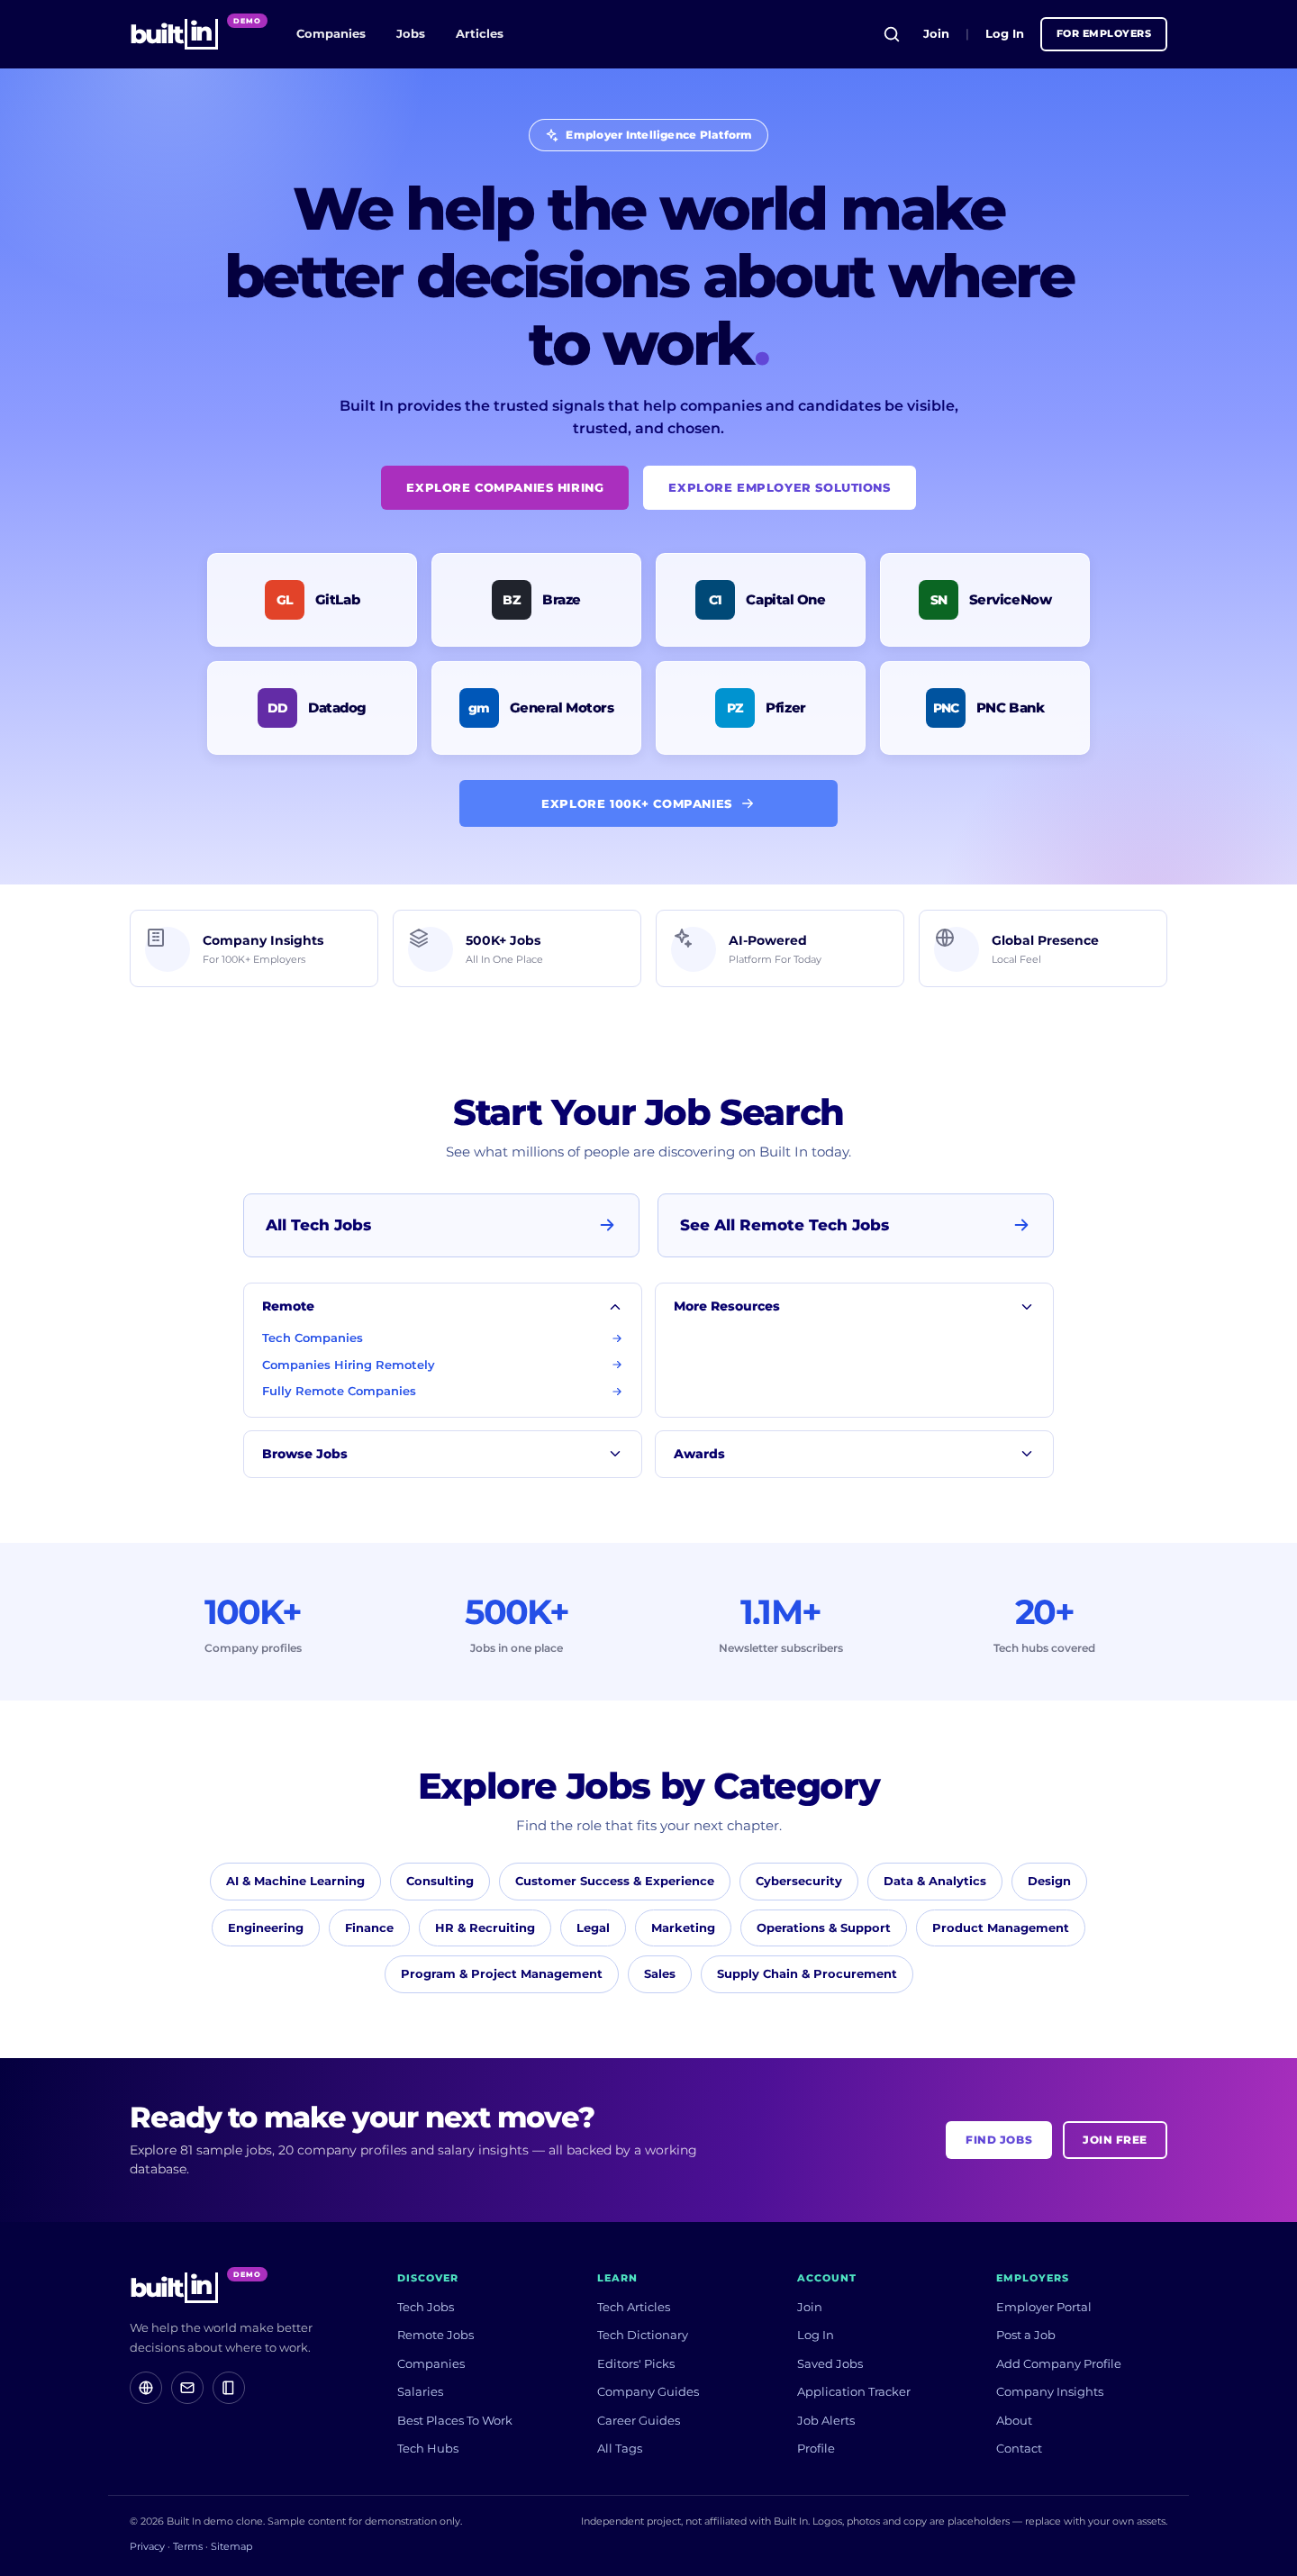 built in DEMO Companies Jobs Articles Join | Log In FOR EMPLOYERS
Employer Intelligence Platform
We help the world make
better decisions about where
to work.
Built In provides the trusted signals that help companies and candidates be visible,
trusted, and chosen.
EXPLORE COMPANIES HIRING EXPLORE EMPLOYER SOLUTIONS
GL GitLab BZ Braze C1 Capital One SN ServiceNow
DD Datadog gm General Motors PZ Pfizer PNC PNC Bank
EXPLORE 100K+ COMPANIES →
Company Insights 500K+ Jobs AI-Powered Global Presence
For 100K+ Employers All In One Place Platform For Today Local Feel
Start Your Job Search
See what millions of people are discovering on Built In today.
All Tech Jobs → See All Remote Tech Jobs →
Remote More Resources
Tech Companies →
Companies Hiring Remotely →
Fully Remote Companies →
Browse Jobs Awards
100K+ 500K+ 1.1M+ 20+
Company profiles Jobs in one place Newsletter subscribers Tech hubs covered
Explore Jobs by Category
Find the role that fits your next chapter.
AI & Machine Learning Consulting Customer Success & Experience Cybersecurity Data & Analytics Design
Engineering Finance HR & Recruiting Legal Marketing Operations & Support Product Management
Program & Project Management Sales Supply Chain & Procurement
Ready to make your next move?
Explore 81 sample jobs, 20 company profiles and salary insights — all backed by a working
database.
FIND JOBS JOIN FREE
built in DEMO
We help the world make better
decisions about where to work.
DISCOVER
Tech Jobs
Remote Jobs
Companies
Salaries
Best Places To Work
Tech Hubs
LEARN
Tech Articles
Tech Dictionary
Editors' Picks
Company Guides
Career Guides
All Tags
ACCOUNT
Join
Log In
Saved Jobs
Application Tracker
Job Alerts
Profile
EMPLOYERS
Employer Portal
Post a Job
Add Company Profile
Company Insights
About
Contact
© 2026 Built In demo clone. Sample content for demonstration only. Independent project, not affiliated with Built In. Logos, photos and copy are placeholders — replace with your own assets.
Privacy · Terms · Sitemap